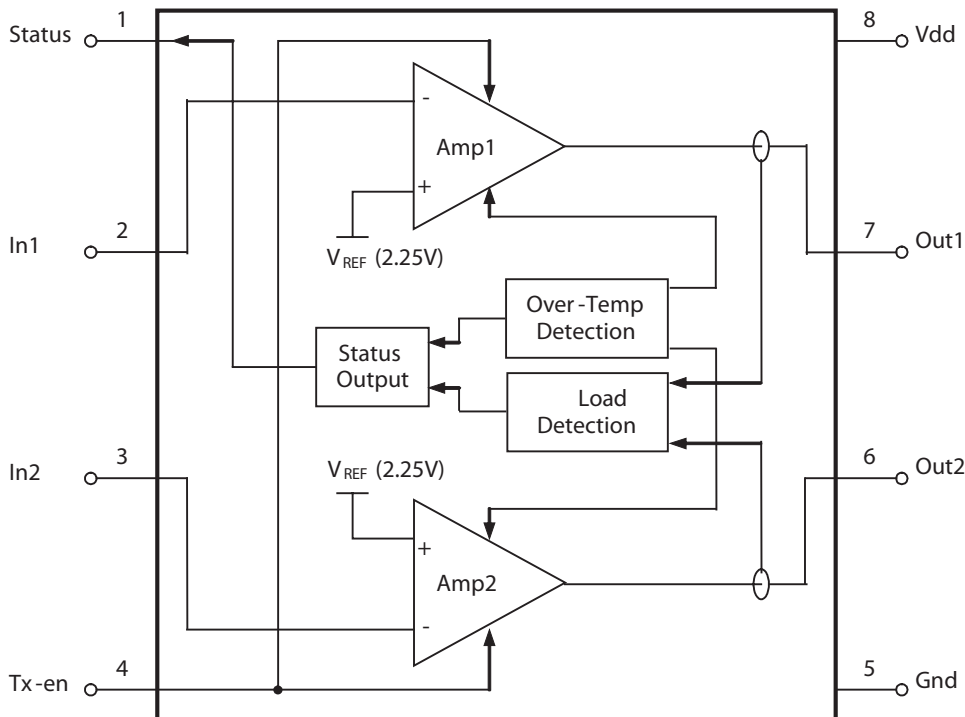 Status 1
8 Vdd
-
Amp1
+
VREF (2.25V)
In1 2
7 Out1
Over-Temp
Detection
Status
Output
Load
Detection
In2 3
6 Out2
VREF (2.25V)
+
Amp2
-
Tx-en 4
5 Gnd